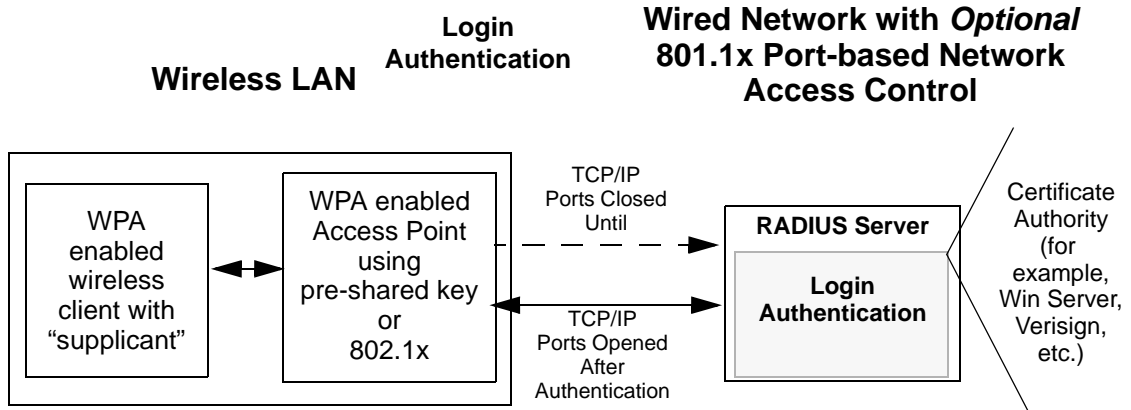 Wireless LAN
Login
Authentication
Wired Network with Optional
801.1x Port-based Network
Access Control
WPA
enabled
wireless
client with
“supplicant”
WPA enabled
Access Point
using
pre-shared key
or
802.1x
TCP/IP
Ports Closed
Until
TCP/IP
Ports Opened
After
Authentication
RADIUS Server
Login
Authentication
Certificate
Authority
(for
example,
Win Server,
Verisign,
etc.)